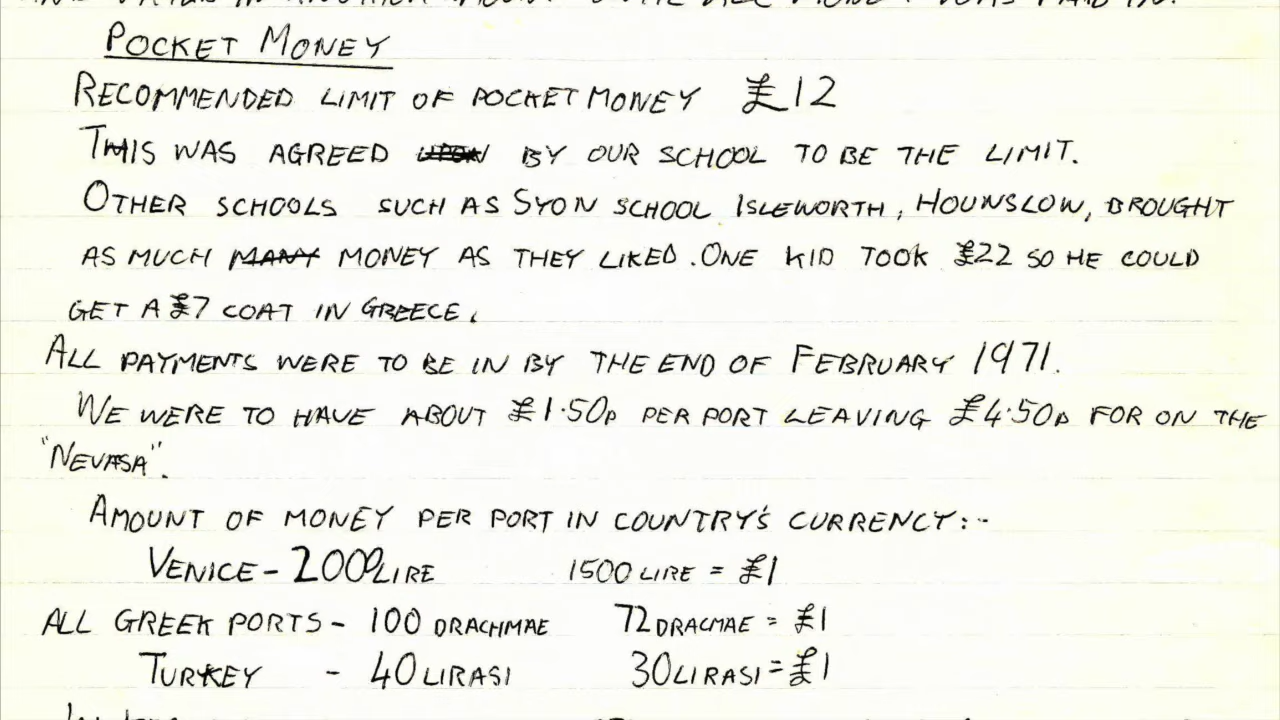 POCKET MONEY
RECOMMENDED LIMIT OF POCKET MONEY £12
THIS WAS AGREED UPON BY OUR SCHOOL TO BE THE LIMIT.
OTHER SCHOOLS SUCH AS SYON SCHOOL ISLEWORTH, HOUNSLOW, BROUGHT
AS MUCH MANY MONEY AS THEY LIKED. ONE KID TOOK £22 SO HE COULD
GET A £7 COAT IN GREECE.
ALL PAYMENTS WERE TO BE IN BY THE END OF FEBRUARY 1971.
WE WERE TO HAVE ABOUT £1.50p PER PORT LEAVING £4.50p FOR ON THE
"NEVASA".
AMOUNT OF MONEY PER PORT IN COUNTRY'S CURRENCY:-
VENICE - 2000 LIRE 1500 LIRE = £1
ALL GREEK PORTS - 100 DRACHMAE 72 DRACMAE = £1
TURKEY - 40 LIRASI 30 LIRASI = £1